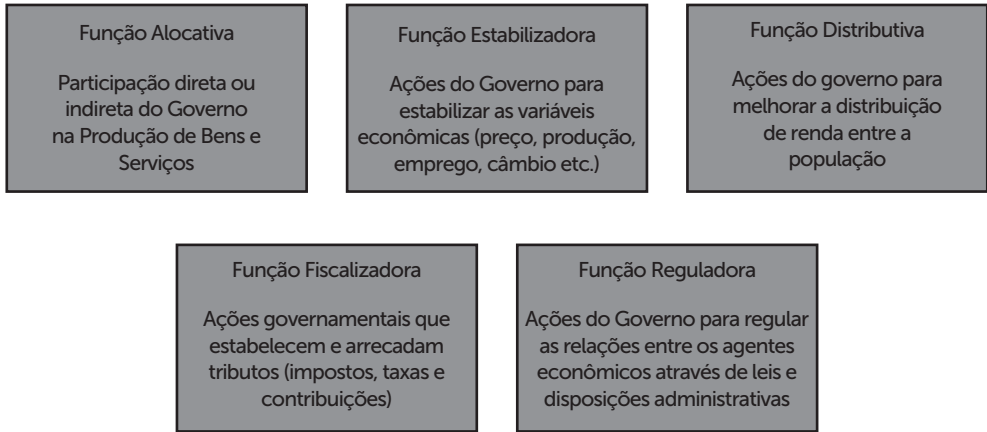 Função Alocativa
Participação direta ou
indireta do Governo
na Produção de Bens e
Serviços
Função Estabilizadora
Ações do Governo para
estabilizar as variáveis
econômicas (preço, produção,
emprego, câmbio etc.)
Função Distributiva
Ações do governo para
melhorar a distribuição
de renda entre a
população
Função Fiscalizadora
Ações governamentais que
estabelecem e arrecadam
tributos (impostos, taxas e
contribuições)
Função Reguladora
Ações do Governo para regular
as relações entre os agentes
econômicos através de leis e
disposições administrativas